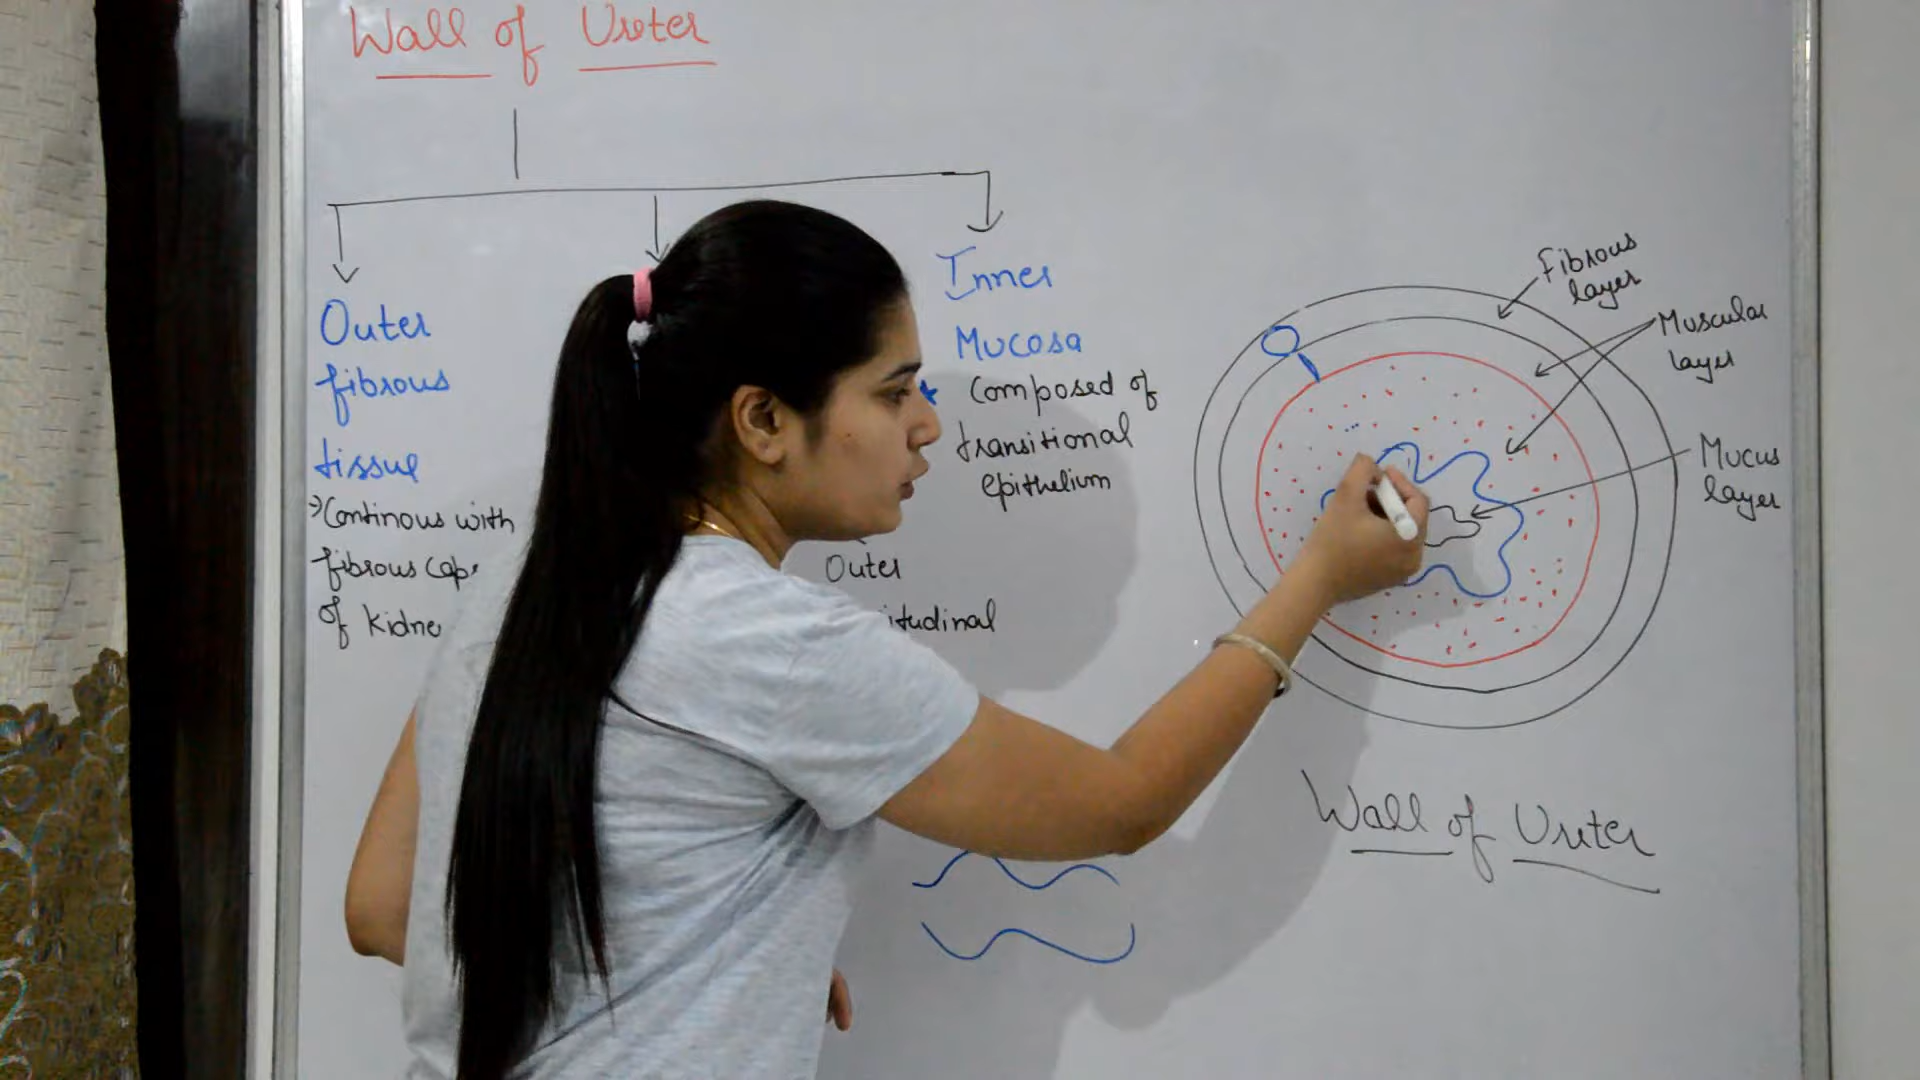 Wall of Ureter
Outer
fibrous
tissue
→Continous with
fibrous cap
of kidne
Outer
itudinal
Inner
Mucosa
Composed of
transitional
epithelium
Fibrous
layer
Muscular
layer
Mucus
layer
Wall of Ureter